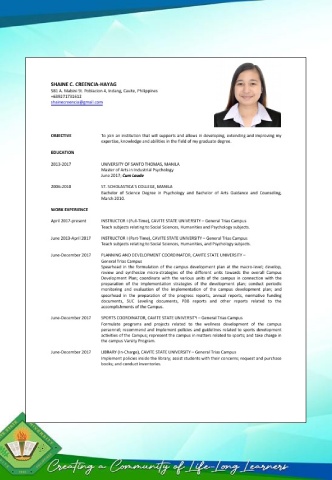 SHAINE C. CREENCIA-HAYAG
581 A. Mabini St. Poblacion 4, Indang, Cavite, Philippines
shainecreencia@gmail.com
OBJECTIVE To join an institution that will supports and allows in developing, extending and improving my
expertise, knowledge and abilities in the field of my graduate degree.
EDUCATION
2013-2017 UNIVERSITY OF SANTO THOMAS, MANILA
Master of Arts in Industrial Psychology
June 2017, Cum Laude
2006-2010 ST. SCHOLASTICA'S COLLEGE, MANILA
Bachelor of Science Degree in Psychology and Bachelor of Arts Guidance and Counseling,
March 2010.
WORK EXPERIENCE
April 2017-present INSTRUCTOR I (Full-Time), CAVITE STATE UNIVERSITY – General Trias Campus
Teach subjects relating to Social Sciences, Humanities and Psychology subjects.
June 2013-April 2017 INSTRUCTOR I (Part-Time), CAVITE STATE UNIVERSITY – General Trias Campus
Teach subjects relating to Social Sciences, Humanities, and Psychology subjects.
June-December 2017 PLANNING AND DEVELOPMENT COORDINATOR, CAVITE STATE UNIVERSITY –
General Trias Campus
Spearhead in the formulation of the campus development plan at the macro-level; develop,
review and synthesize micro-strategies of the different units towards the overall Campus
Development Plan; coordinate with the various units of the campus in connection with the
preparation of the implementation strategies of the development plan; conduct periodic
monitoring and evaluation of the implementation of the campus development plan; and
spearhead in the preparation of the progress reports, annual reports, normative funding
documents, SUC Leveling documents, PBB reports and other reports related to the
accomplishments of the Campus.
June-December 2017 SPORTS COORDINATOR, CAVITE STATE UNIVERSITY – General Trias Campus
Formulate programs and projects related to the wellness development of the campus
personnel; recommend and implement policies and guidelines related to sports development
activities of the Campus; represent the campus in matters related to sports; and take charge in
the campus Varsity Program.
June-December 2017 LIBRARY (In-Charge), CAVITE STATE UNIVERSITY – General Trias Campus
Implement policies inside the library, assist students with their concerns, request and purchase
books, and conduct inventories.
Creating a Community of Life-Long Learners